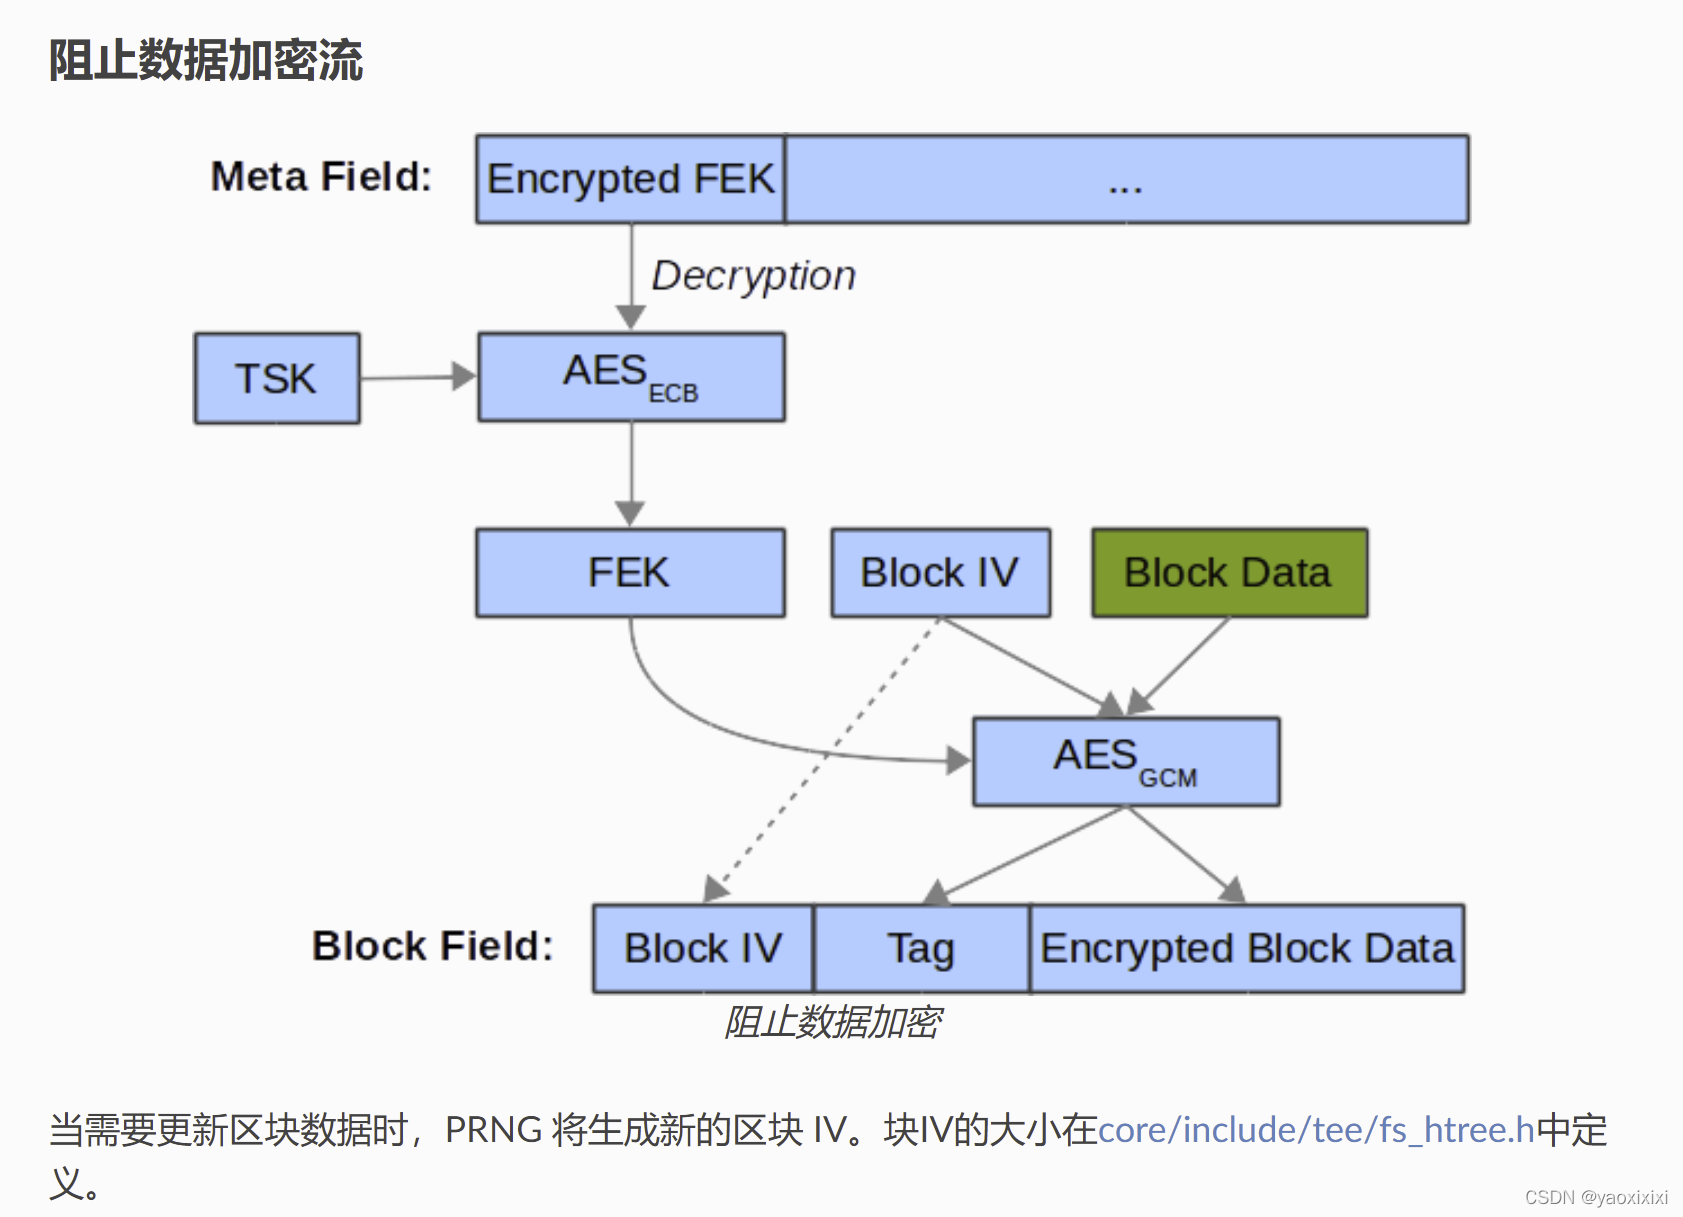 阻止数据加密流
Meta Field:
Encrypted FEK
...
Decryption
TSK
AES ECB
FEK
Block IV
Block Data
AES GCM
Block Field:
Block IV
Tag
Encrypted Block Data
阻止数据加密
当需要更新区块数据时，PRNG 将生成新的区块 IV。块IV的大小在core/include/tee/fs_htree.h中定
义。
CSDN @yaoxixixi